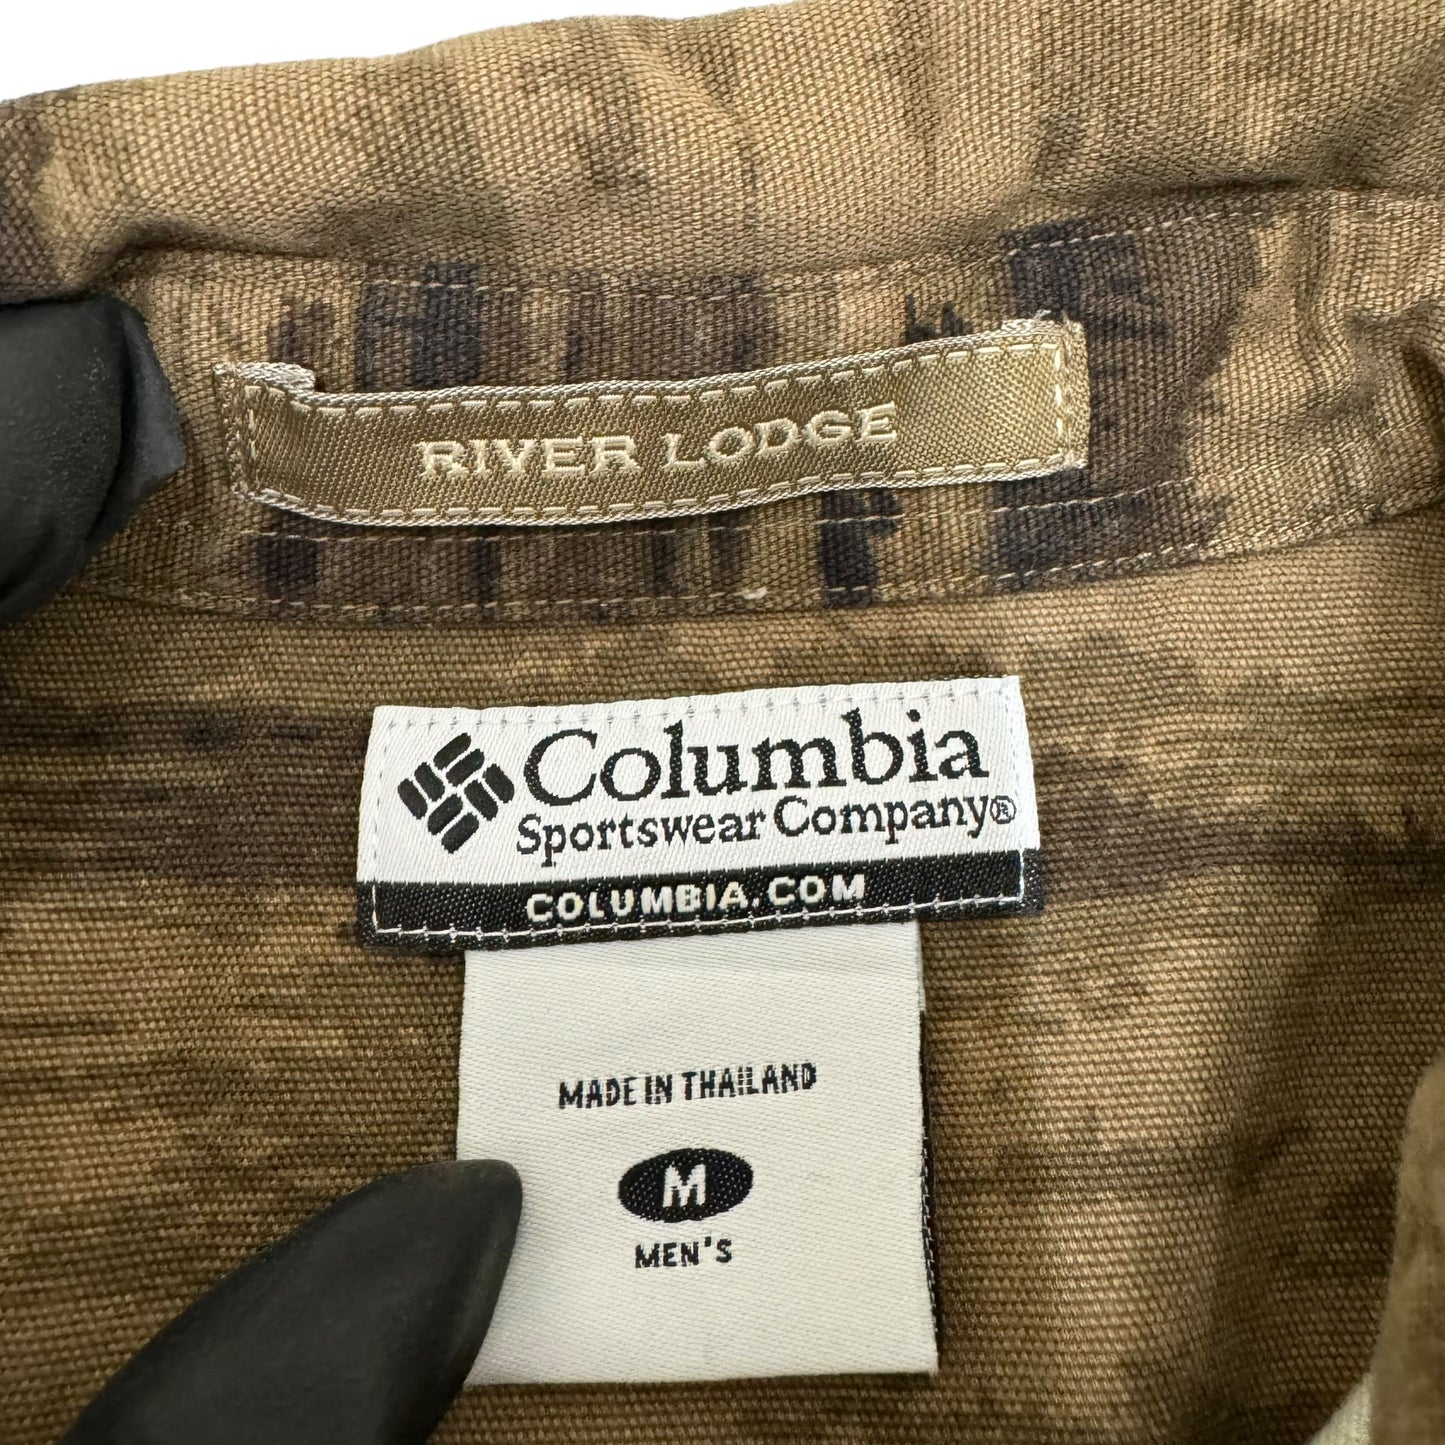 RIVER LODGE
Columbia
Sportswear Company®
COLUMBIA.COM
MADE IN THAILAND
M
MEN'S